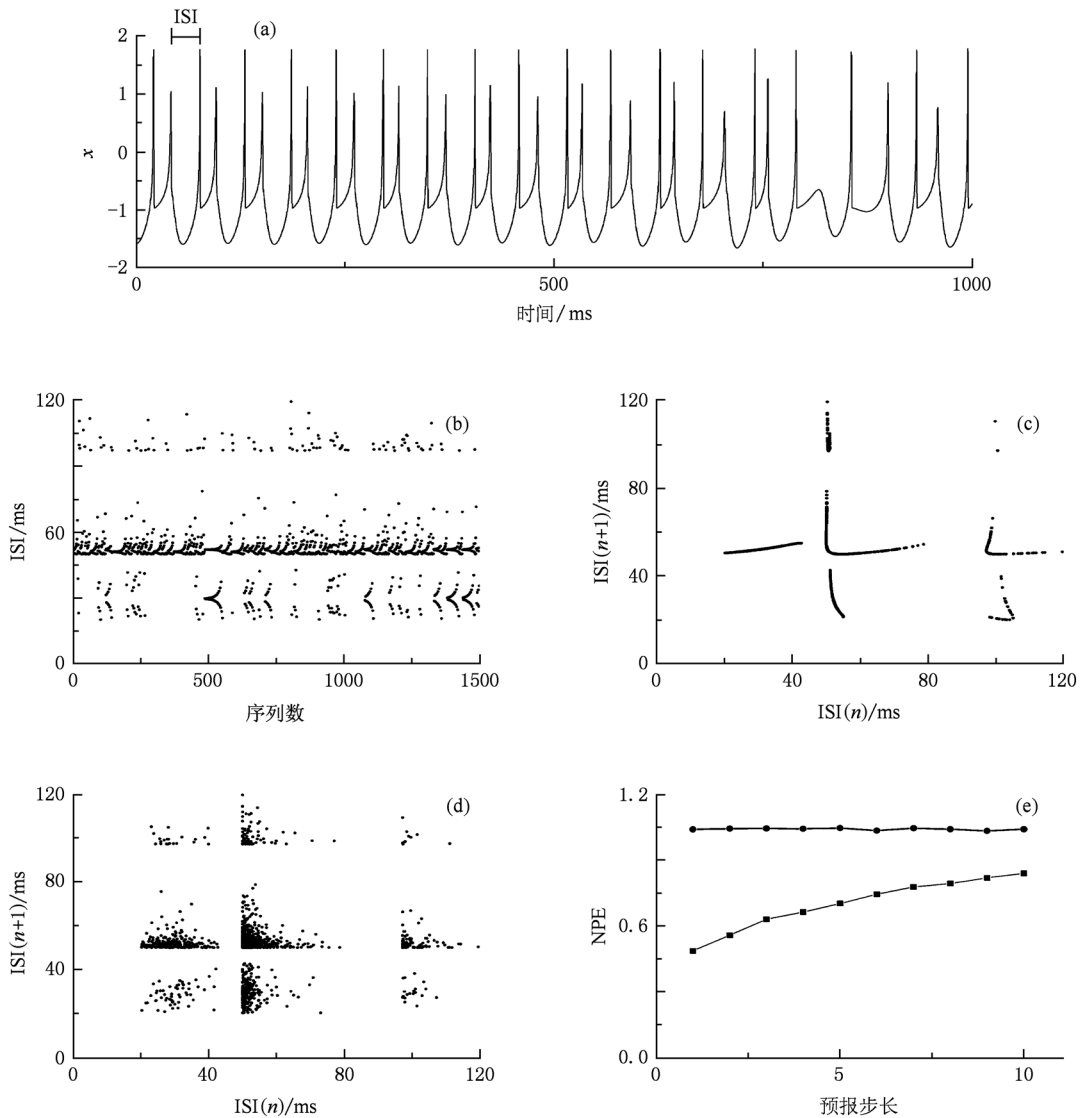 ISI
(a)
2
1
0
−1
−2
x
0
500
1000
时间/ms
120
60
0
ISI/ms
(b)
0
500
1000
1500
序列数
120
80
40
0
ISI(n+1)/ms
(c)
0
40
80
120
ISI(n)/ms
120
80
40
0
ISI(n+1)/ms
(d)
0
40
80
120
ISI(n)/ms
1.2
0.6
0.0
NPE
(e)
0
5
10
预报步长